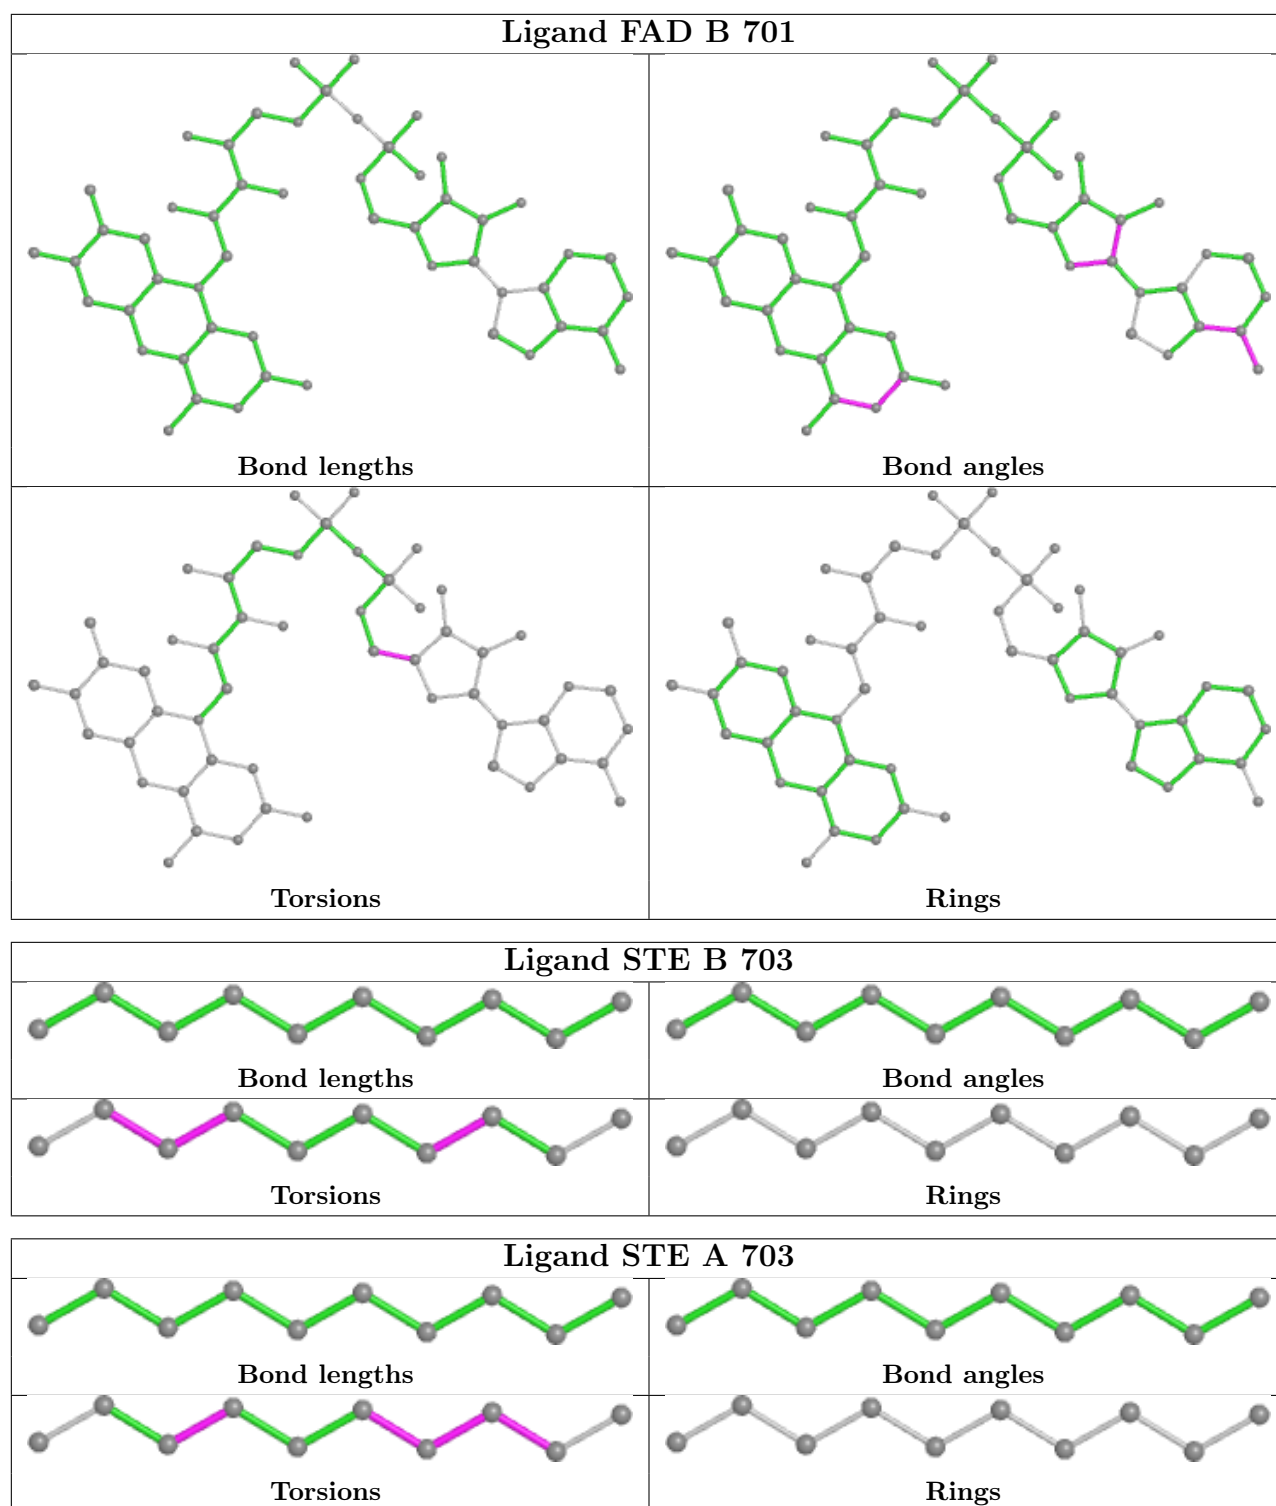 Ligand FAD B 701
Bond lengths
Bond angles
Torsions
Rings
Ligand STE B 703
Bond lengths
Bond angles
Torsions
Rings
Ligand STE A 703
Bond lengths
Bond angles
Torsions
Rings